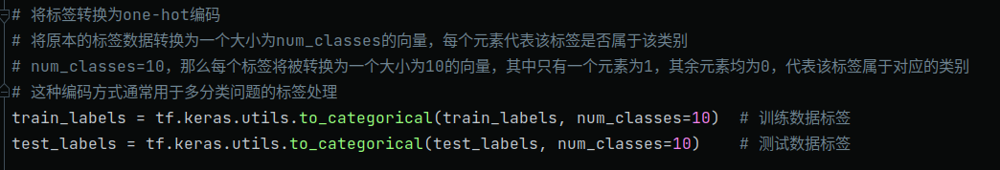 # 将标签转换为one-hot编码
# 将原本的标签数据转换为一个大小为num_classes的向量，每个元素代表该标签是否属于该类别
# num_classes=10，那么每个标签将被转换为一个大小为10的向量，其中只有一个元素为1，其余元素均为0，代表该标签属于对应的类别
# 这种编码方式通常用于多分类问题的标签处理
train_labels = tf.keras.utils.to_categorical(train_labels, num_classes=10)  # 训练数据标签
test_labels = tf.keras.utils.to_categorical(test_labels, num_classes=10)    # 测试数据标签